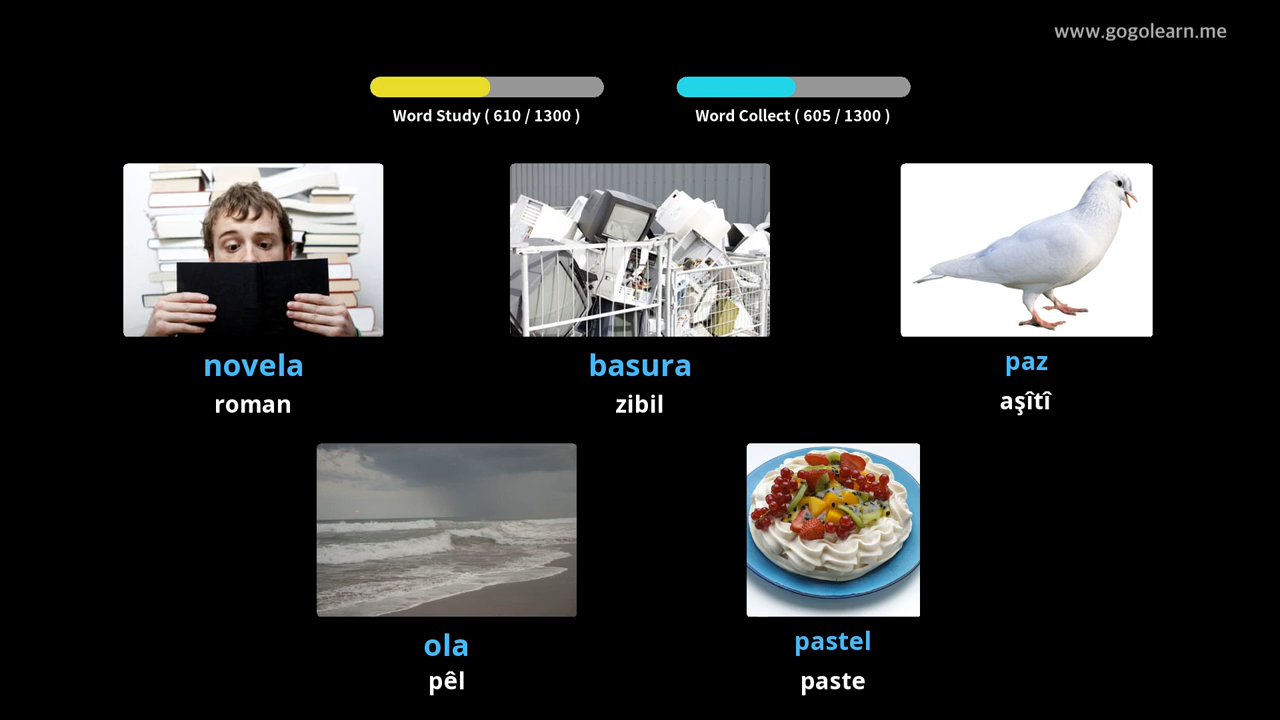 www.gogolearn.me
Word Study ( 610 / 1300 )
Word Collect ( 605 / 1300 )
novela
roman
basura
zibil
paz
aşîtî
ola
pêl
pastel
paste